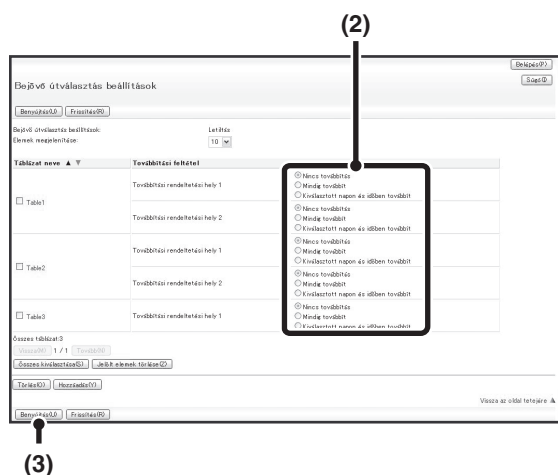 (2)
Belépés(P)
Bejövő útválasztás beállítások
Súgó(I)
Benyújtás(U) Frissítés(R)
Bejövő útválasztás beállítások: Letiltás
Elemek megjelenítése: 10
Táblázat neve ▲ ▼ Továbbítási feltétel
Table1
Továbbítási rendeltetési hely 1
Nincs továbbítás
Mindig továbbít
Kiválasztott napon és időben továbbít
Továbbítási rendeltetési hely 2
Nincs továbbítás
Mindig továbbít
Kiválasztott napon és időben továbbít
Table2
Továbbítási rendeltetési hely 1
Nincs továbbítás
Mindig továbbít
Kiválasztott napon és időben továbbít
Továbbítási rendeltetési hely 2
Nincs továbbítás
Mindig továbbít
Kiválasztott napon és időben továbbít
Table3
Továbbítási rendeltetési hely 1
Nincs továbbítás
Mindig továbbít
Kiválasztott napon és időben továbbít
Összes táblázat:3
Vissza(N) 1 / 1 Tovább(N)
Összes kiválasztása(S) Jelölt elemek törlése(Z)
Törlés(O) Hozzáadás(Y)
Vissza az oldal tetejére ▲
Benyújtás(U) Frissítés(R)
(3)